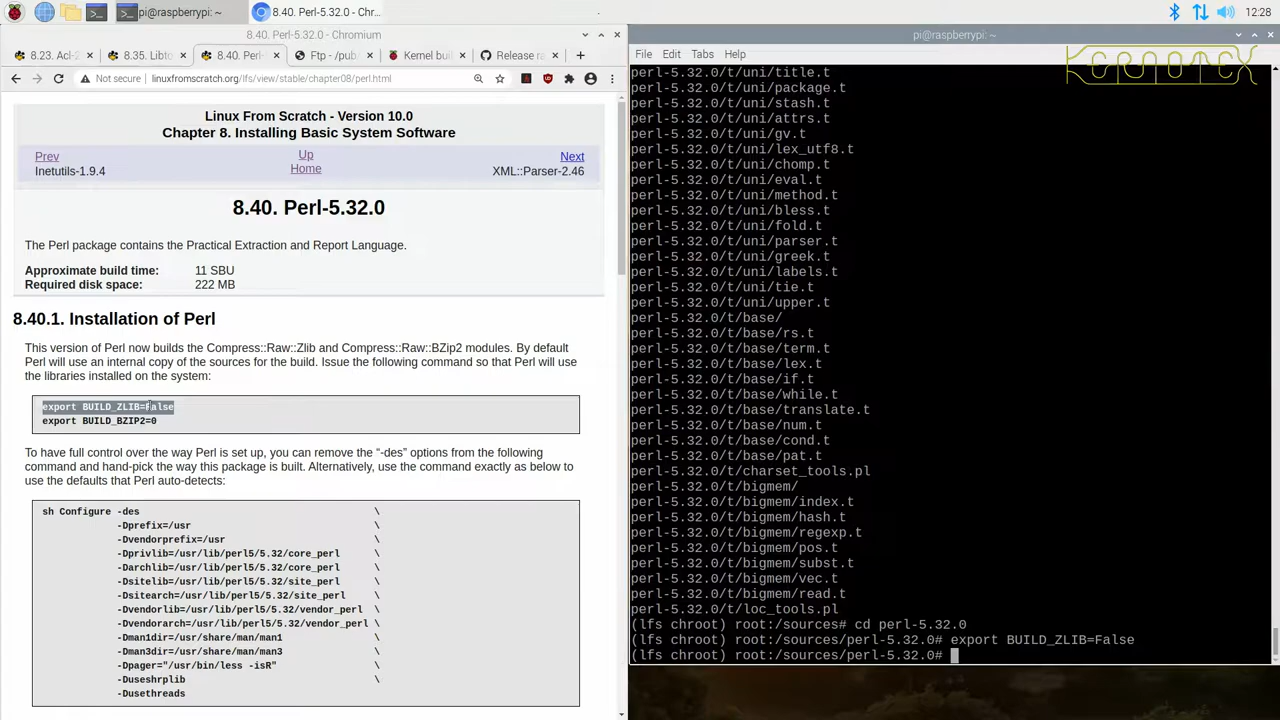 pi@raspberrypi: ~
8.40. Perl-5.32.0 - Chr...
12:28
8.40. Perl-5.32.0 - Chromium
8.23. Acl-2
8.35. Libto
8.40. Perl-
Ftp - /pub
Kernel buil
Release ra
Not secure | linuxfromscratch.org/lfs/view/stable/chapter08/perl.html
Linux From Scratch - Version 10.0
Chapter 8. Installing Basic System Software
Prev
Up
Next
Inetutils-1.9.4
Home
XML::Parser-2.46
8.40. Perl-5.32.0
The Perl package contains the Practical Extraction and Report Language.
Approximate build time: 11 SBU
Required disk space: 222 MB
8.40.1. Installation of Perl
This version of Perl now builds the Compress::Raw::Zlib and Compress::Raw::BZip2 modules. By default
Perl will use an internal copy of the sources for the build. Issue the following command so that Perl will use
the libraries installed on the system:
export BUILD_ZLIB=False
export BUILD_BZIP2=0
To have full control over the way Perl is set up, you can remove the “-des” options from the following
command and hand-pick the way this package is built. Alternatively, use the command exactly as below to
use the defaults that Perl auto-detects:
sh Configure -des \
-Dprefix=/usr \
-Dvendorprefix=/usr \
-Dprivlib=/usr/lib/perl5/5.32/core_perl \
-Darchlib=/usr/lib/perl5/5.32/core_perl \
-Dsitelib=/usr/lib/perl5/5.32/site_perl \
-Dsitearch=/usr/lib/perl5/5.32/site_perl \
-Dvendorlib=/usr/lib/perl5/5.32/vendor_perl \
-Dvendorarch=/usr/lib/perl5/5.32/vendor_perl \
-Dman1dir=/usr/share/man/man1 \
-Dman3dir=/usr/share/man/man3 \
-Dpager="/usr/bin/less -isR" \
-Duseshrplib \
-Dusethreads
pi@raspberrypi: ~
File Edit Tabs Help
KERNOTEX
perl-5.32.0/t/uni/title.t
perl-5.32.0/t/uni/package.t
perl-5.32.0/t/uni/stash.t
perl-5.32.0/t/uni/attrs.t
perl-5.32.0/t/uni/gv.t
perl-5.32.0/t/uni/lex_utf8.t
perl-5.32.0/t/uni/chomp.t
perl-5.32.0/t/uni/eval.t
perl-5.32.0/t/uni/method.t
perl-5.32.0/t/uni/bless.t
perl-5.32.0/t/uni/fold.t
perl-5.32.0/t/uni/parser.t
perl-5.32.0/t/uni/greek.t
perl-5.32.0/t/uni/labels.t
perl-5.32.0/t/uni/tie.t
perl-5.32.0/t/uni/upper.t
perl-5.32.0/t/base/
perl-5.32.0/t/base/rs.t
perl-5.32.0/t/base/term.t
perl-5.32.0/t/base/lex.t
perl-5.32.0/t/base/if.t
perl-5.32.0/t/base/while.t
perl-5.32.0/t/base/translate.t
perl-5.32.0/t/base/num.t
perl-5.32.0/t/base/cond.t
perl-5.32.0/t/base/pat.t
perl-5.32.0/t/charset_tools.pl
perl-5.32.0/t/bigmem/
perl-5.32.0/t/bigmem/index.t
perl-5.32.0/t/bigmem/hash.t
perl-5.32.0/t/bigmem/regexp.t
perl-5.32.0/t/bigmem/pos.t
perl-5.32.0/t/bigmem/subst.t
perl-5.32.0/t/bigmem/vec.t
perl-5.32.0/t/bigmem/read.t
perl-5.32.0/t/loc_tools.pl
(lfs chroot) root:/sources# cd perl-5.32.0
(lfs chroot) root:/sources/perl-5.32.0# export BUILD_ZLIB=False
(lfs chroot) root:/sources/perl-5.32.0#